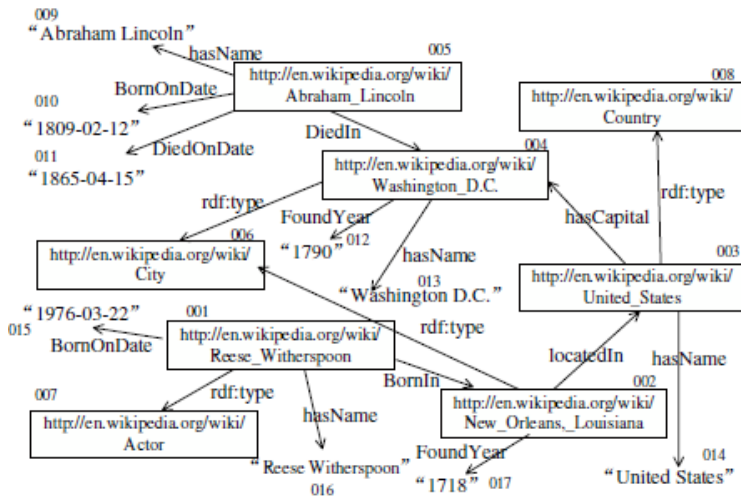 009
“Abraham Lincoln”
hasName
005
http://en.wikipedia.org/wiki/
Abraham_Lincoln
010
BornOnDate
“1809-02-12”
011
DiedOnDate
“1865-04-15”
DiedIn
008
http://en.wikipedia.org/wiki/
Country
004
http://en.wikipedia.org/wiki/
Washington_D.C.
rdf:type
rdf:type
FoundYear
“1790”
012
hasCapital
hasName
013
“Washington D.C.”
006
http://en.wikipedia.org/wiki/
City
003
http://en.wikipedia.org/wiki/
United_States
“1976-03-22”
015
BornOnDate
001
http://en.wikipedia.org/wiki/
Reese_Witherspoon
rdf:type
locatedIn
hasName
BornIn
002
http://en.wikipedia.org/wiki/
New_Orleans,_Louisiana
007
rdf:type
http://en.wikipedia.org/wiki/
Actor
hasName
“Reese Witherspoon”
016
FoundYear
“1718”
017
014
“United States”